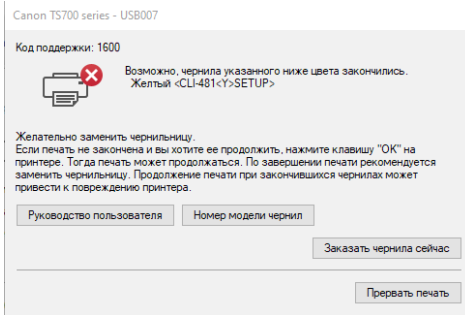 Canon TS700 series - USB007
Код поддержки: 1600
Возможно, чернила указанного ниже цвета закончились.
Желтый <CLI-481<Y>SETUP>
Желательно заменить чернильницу.
Если печать не закончена и вы хотите ее продолжить, нажмите клавишу "ОК" на
принтере. Тогда печать может продолжаться. По завершении печати рекомендуется
заменить чернильницу. Продолжение печати при закончившихся чернилах может
привести к повреждению принтера.
Руководство пользователя
Номер модели чернил
Заказать чернила сейчас
Прервать печать